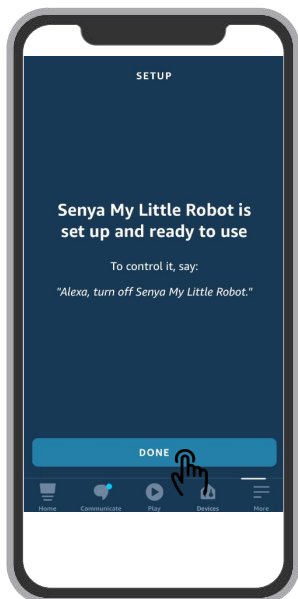 SETUP
Senya My Little Robot is
set up and ready to use
To control it, say:
"Alexa, turn off Senya My Little Robot."
DONE
Home Communicate Play Devices More